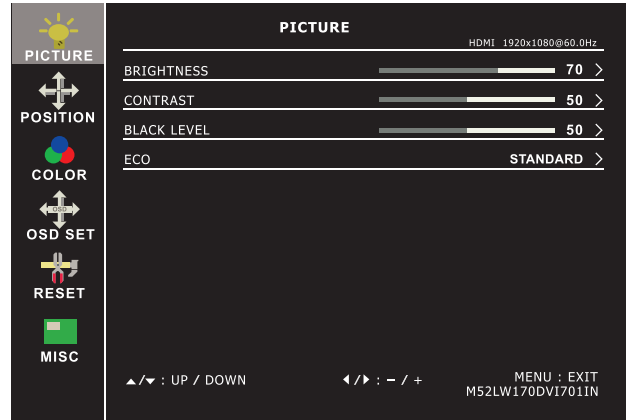 PICTURE
HDMI 1920x1080@60.0Hz
PICTURE
BRIGHTNESS 70 >
CONTRAST 50 >
BLACK LEVEL 50 >
ECO STANDARD >
POSITION
COLOR
OSD
OSD SET
RESET
MISC
▲/▼ : UP / DOWN ◀/▶ : – / + MENU : EXIT
M52LW170DVI701IN